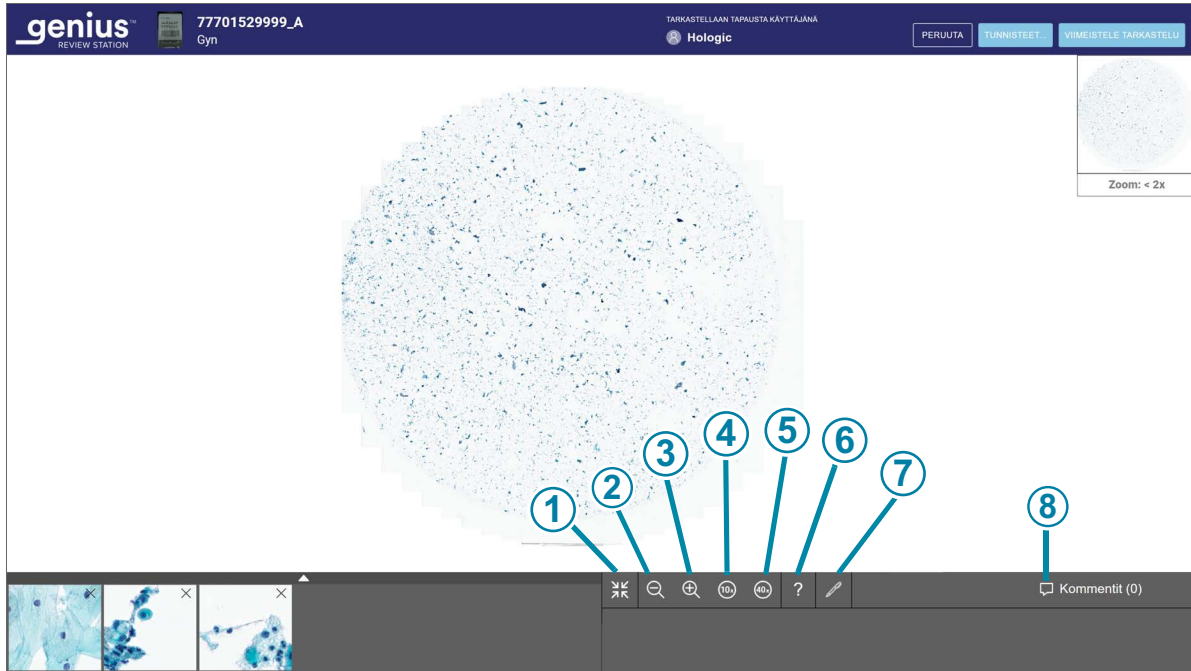 genius™
REVIEW STATION
77701529999_A
Gyn
TARKASTELLAAN TAPAUSTA KÄYTTÄJÄNÄ
Hologic
PERUUTA
TUNNISTEET...
VIIMEISTELE TARKASTELU
Zoom: < 2x
1
2
3
4
5
6
7
8
10x
40x
?
Kommentit (0)